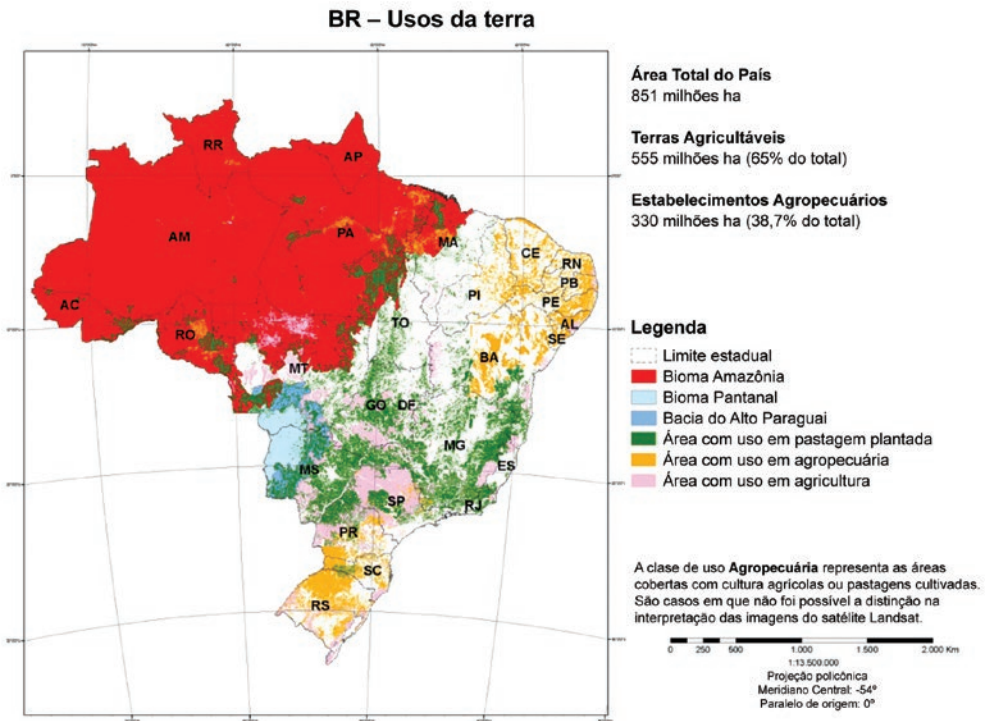 BR – Usos da terra
Área Total do País
851 milhões ha
Terras Agricultáveis
555 milhões ha (65% do total)
Estabelecimentos Agropecuários
330 milhões ha (38,7% do total)
RR
AP
AM
PA
MA
CE
RN
PB
PE
PI
AC
AL
SE
TO
RO
BA
MT
GO
DF
MG
ES
MS
SP
RJ
PR
SC
RS
Legenda
Limite estadual
Bioma Amazônia
Bioma Pantanal
Bacia do Alto Paraguai
Área com uso em pastagem plantada
Área com uso em agropecuária
Área com uso em agricultura
A clase de uso Agropecuária representa as áreas
cobertas com cultura agrícolas ou pastagens cultivadas.
São casos em que não foi possível a distinção na
interpretação das imagens do satélite Landsat.
0 250 500 1.000 1.500 2.000 Km
1:13.500.000
Projeção policônica
Meridiano Central: -54º
Paralelo de origem: 0º